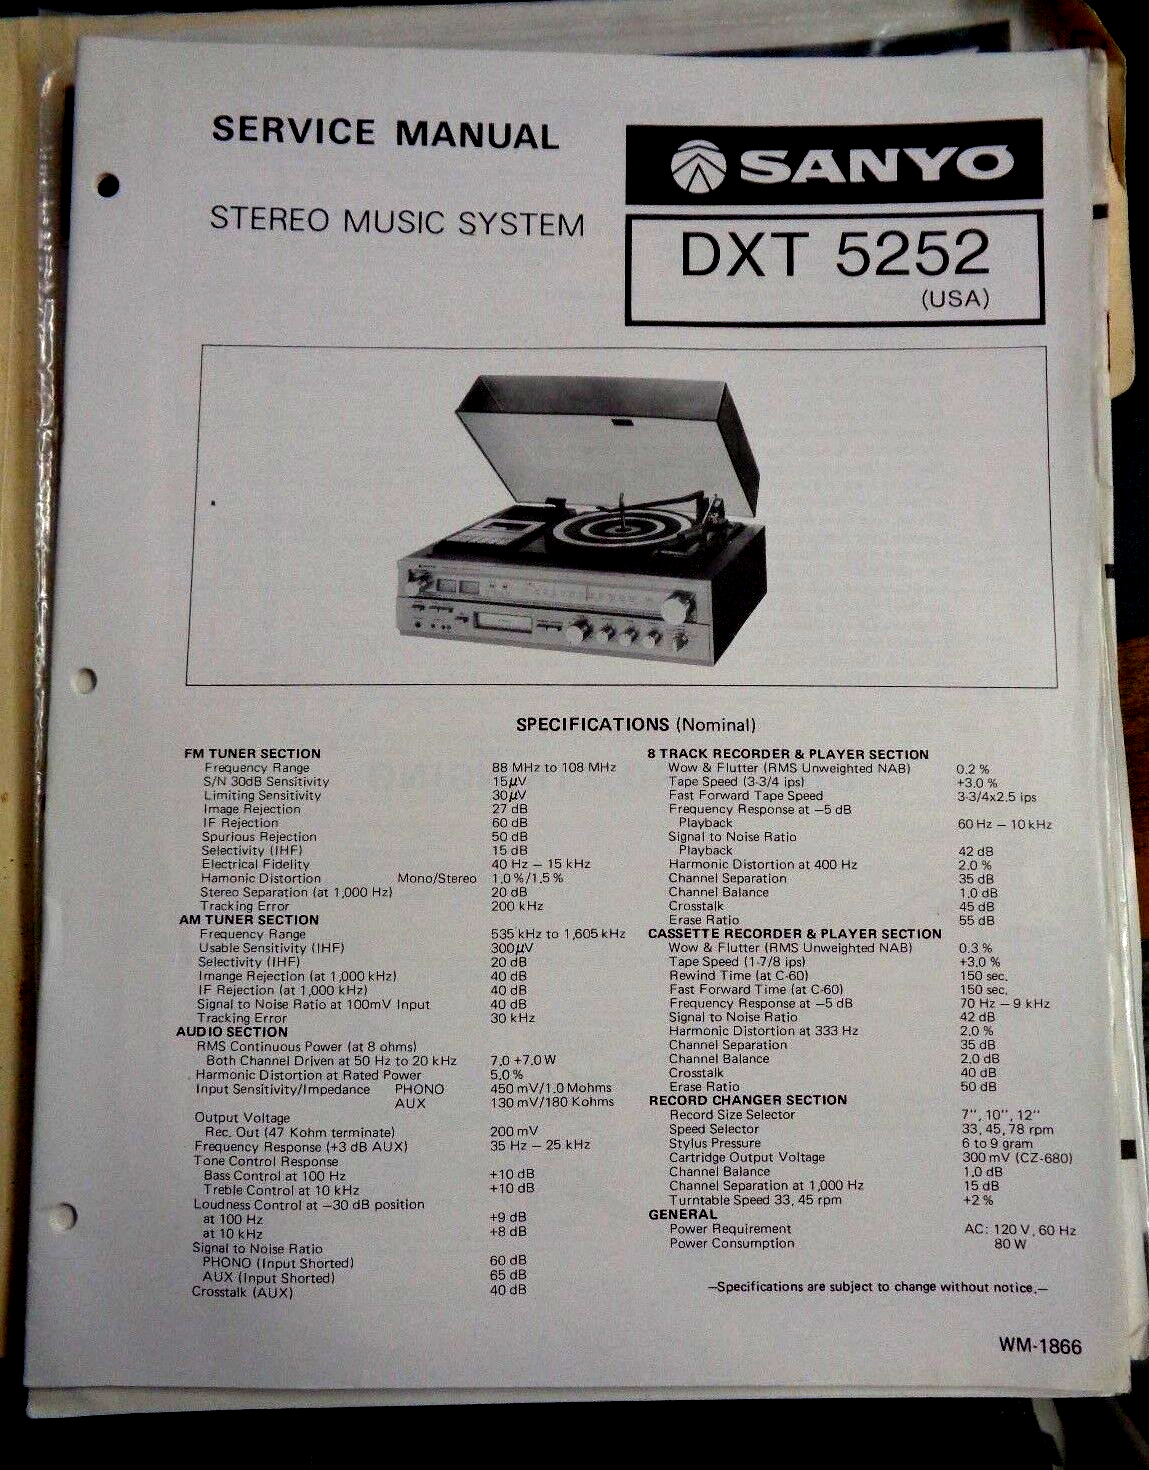 SERVICE MANUAL
STEREO MUSIC SYSTEM
SANYO
DXT 5252
(USA)
SPECIFICATIONS (Nominal)
FM TUNER SECTION
Frequency Range 88 MHz to 108 MHz
S/N 30dB Sensitivity 15µV
Limiting Sensitivity 30µV
Image Rejection 27 dB
IF Rejection 60 dB
Spurious Rejection 50 dB
Selectivity (IHF) 15 dB
Electrical Fidelity 40 Hz – 15 kHz
Hamonic Distortion Mono/Stereo 1.0%/1.5%
Stereo Separation (at 1,000 Hz) 20 dB
Tracking Error 200 kHz
AM TUNER SECTION
Frequency Range 535 kHz to 1,605 kHz
Usable Sensitivity (IHF) 300µV
Selectivity (IHF) 20 dB
Imange Rejection (at 1,000 kHz) 40 dB
IF Rejection (at 1,000 kHz) 40 dB
Signal to Noise Ratio at 100mV Input 40 dB
Tracking Error 30 kHz
AUDIO SECTION
RMS Continuous Power (at 8 ohms)
Both Channel Driven at 50 Hz to 20 kHz 7.0 +7.0 W
Harmonic Distortion at Rated Power 5.0 %
Input Sensitivity/Impedance PHONO 450 mV/1.0 Mohms
AUX 130 mV/180 Kohms
Output Voltage
Rec. Out (47 Kohm terminate) 200 mV
Frequency Response (+3 dB AUX) 35 Hz – 25 kHz
Tone Control Response
Bass Control at 100 Hz +10 dB
Treble Control at 10 kHz +10 dB
Loudness Control at –30 dB position
at 100 Hz +9 dB
at 10 kHz +8 dB
Signal to Noise Ratio
PHONO (Input Shorted) 60 dB
AUX (Input Shorted) 65 dB
Crosstalk (AUX) 40 dB
8 TRACK RECORDER & PLAYER SECTION
Wow & Flutter (RMS Unweighted NAB) 0.2 %
Tape Speed (3-3/4 ips) +3.0 %
Fast Forward Tape Speed 3-3/4x2.5 ips
Frequency Response at –5 dB
Playback 60 Hz – 10 kHz
Signal to Noise Ratio
Playback 42 dB
Harmonic Distortion at 400 Hz 2.0 %
Channel Separation 35 dB
Channel Balance 1.0 dB
Crosstalk 45 dB
Erase Ratio 55 dB
CASSETTE RECORDER & PLAYER SECTION
Wow & Flutter (RMS Unweighted NAB) 0.3 %
Tape Speed (1-7/8 ips) +3.0 %
Rewind Time (at C-60) 150 sec.
Fast Forward Time (at C-60) 150 sec.
Frequency Response at –5 dB 70 Hz – 9 kHz
Signal to Noise Ratio 42 dB
Harmonic Distortion at 333 Hz 2.0 %
Channel Separation 35 dB
Channel Balance 2.0 dB
Crosstalk 40 dB
Erase Ratio 50 dB
RECORD CHANGER SECTION
Record Size Selector 7", 10", 12"
Speed Selector 33, 45, 78 rpm
Stylus Pressure 6 to 9 gram
Cartridge Output Voltage 300 mV (CZ-680)
Channel Balance 1.0 dB
Channel Separation at 1,000 Hz 15 dB
Turntable Speed 33, 45 rpm +2 %
GENERAL
Power Requirement AC: 120 V, 60 Hz
Power Consumption 80 W
—Specifications are subject to change without notice.—
WM-1866